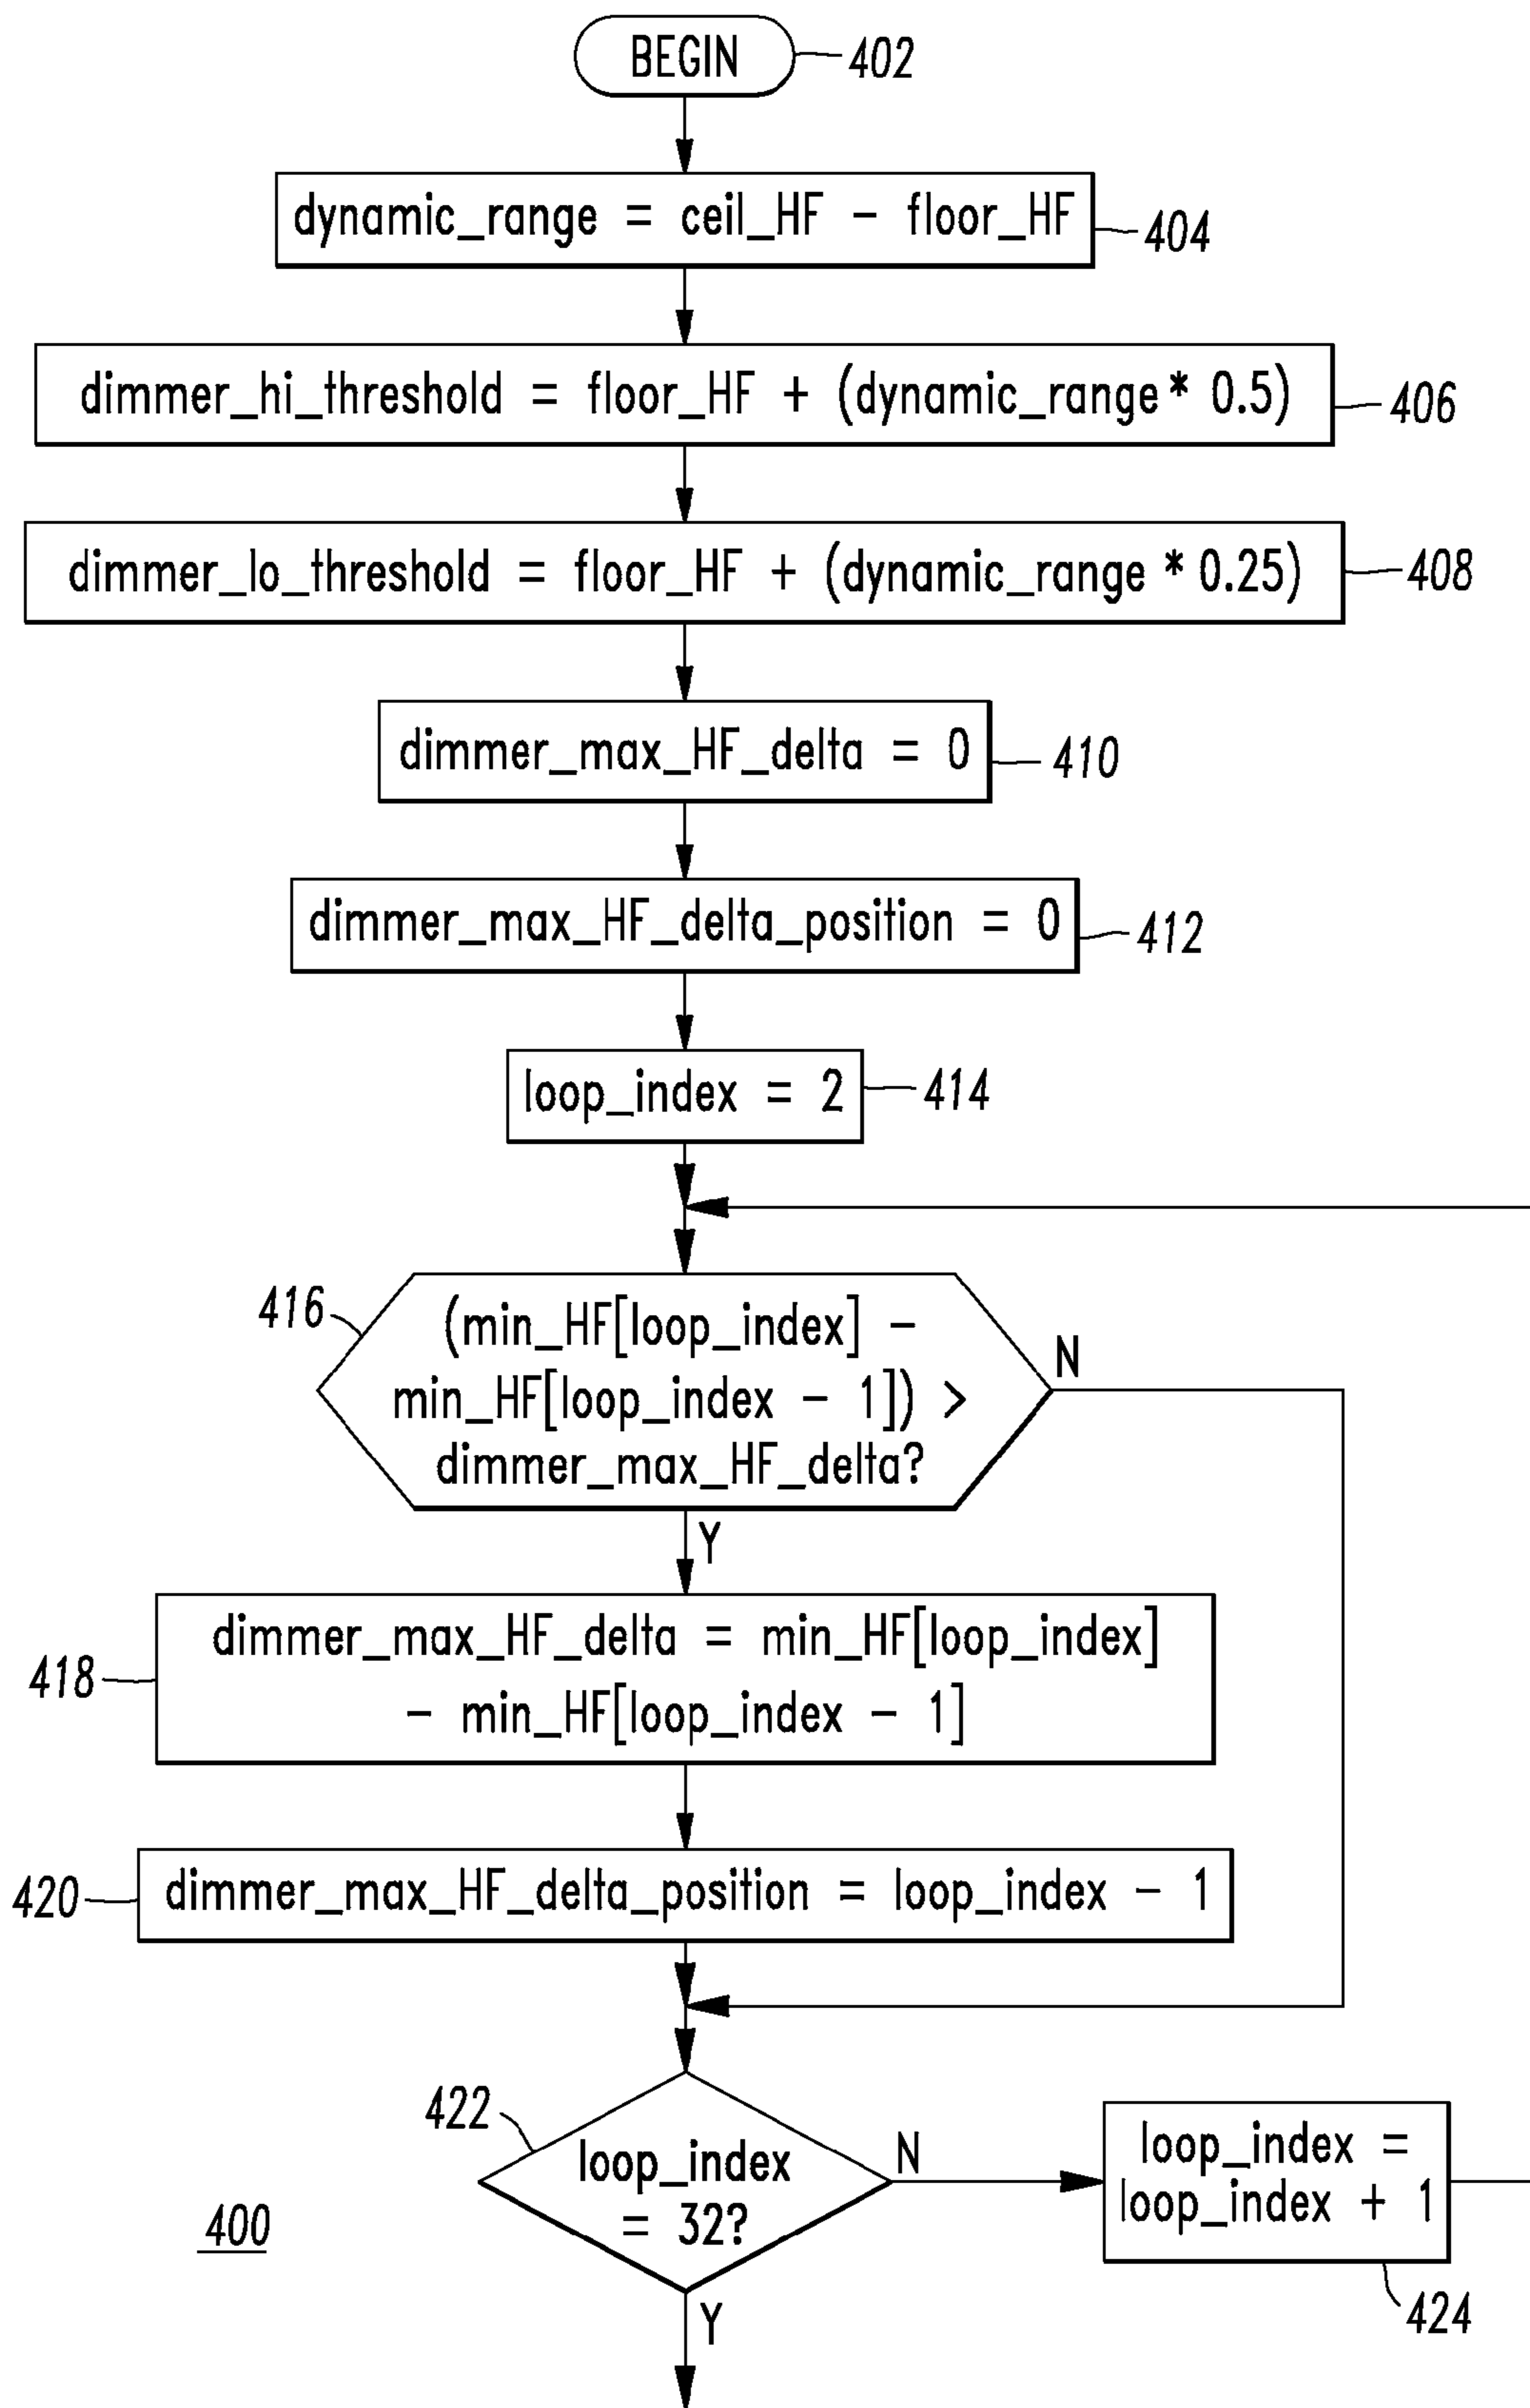 BEGIN
402
dynamic_range = ceil_HF - floor_HF
404
dimmer_hi_threshold = floor_HF + (dynamic_range * 0.5)
406
dimmer_lo_threshold = floor_HF + (dynamic_range * 0.25)
408
dimmer_max_HF_delta = 0
410
dimmer_max_HF_delta_position = 0
412
loop_index = 2
414
416
(min_HF[loop_index] -
min_HF[loop_index - 1]) >
dimmer_max_HF_delta?
N
Y
418
dimmer_max_HF_delta = min_HF[loop_index]
- min_HF[loop_index - 1]
420
dimmer_max_HF_delta_position = loop_index - 1
422
loop_index
= 32?
N
loop_index =
loop_index + 1
424
Y
400